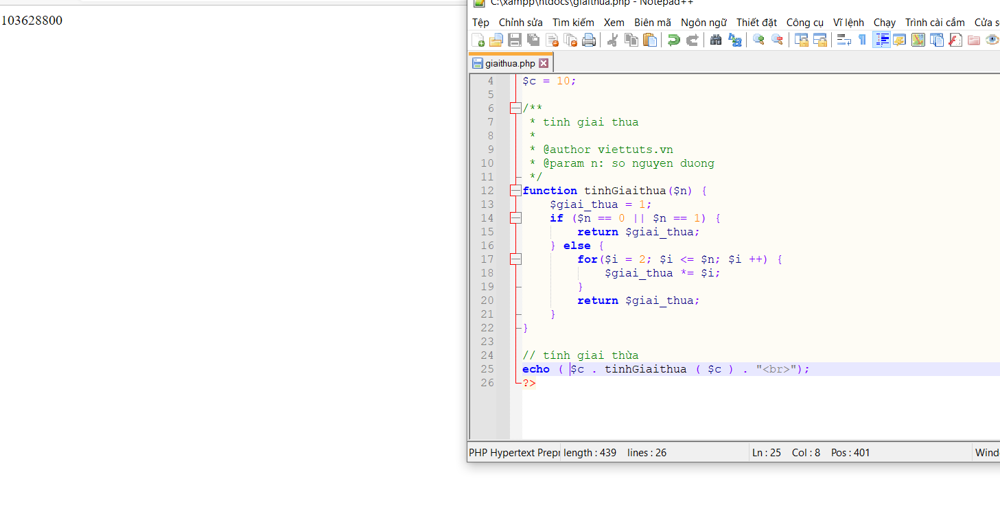 103628800
C:\xampp\htdocs\giaithua.php - Notepad++
Tệp Chỉnh sửa Tìm kiếm Xem Biên mã Ngôn ngữ Thiết đặt Công cụ Vĩ lệnh Chạy Trình cài cắm Cửa
giaithua.php
4 $c = 10;
5
6 /**
7 * tinh giai thua
8 *
9 * @author viettuts.vn
10 * @param n: so nguyen duong
11 */
12 function tinhGiaithua($n) {
13 $giai_thua = 1;
14 if ($n == 0 || $n == 1) {
15 return $giai_thua;
16 } else {
17 for($i = 2; $i <= $n; $i ++) {
18 $giai_thua *= $i;
19 }
20 return $giai_thua;
21 }
22 }
23
24 // tính giai thừa
25 echo ( $c . tinhGiaithua ( $c ) . "<br>");
26 ?>
PHP Hypertext Prepr length : 439 lines : 26 Ln : 25 Col : 8 Pos : 401 Wind